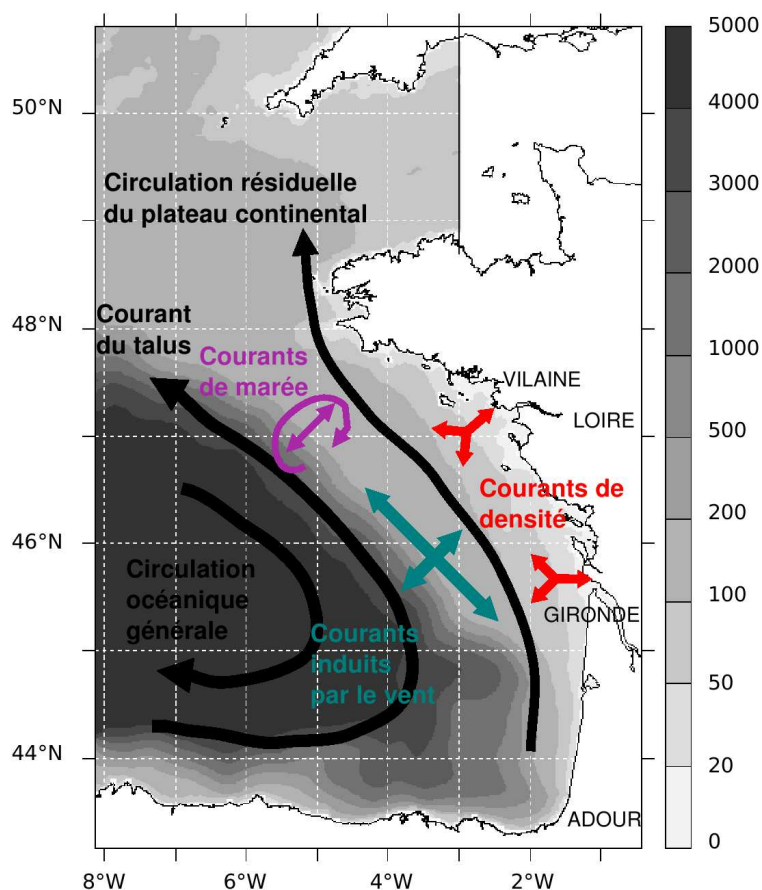 5000
50°N
4000
Circulation résiduelle
du plateau continental
3000
2000
Courant
du talus
48°N
Courants
de marée
1000
VILAINE
LOIRE
500
Courants de
densité
200
46°N
Circulation
océanique
générale
100
GIRONDE
Courants
induits
par le vent
50
44°N
20
ADOUR
0
8°W
6°W
4°W
2°W